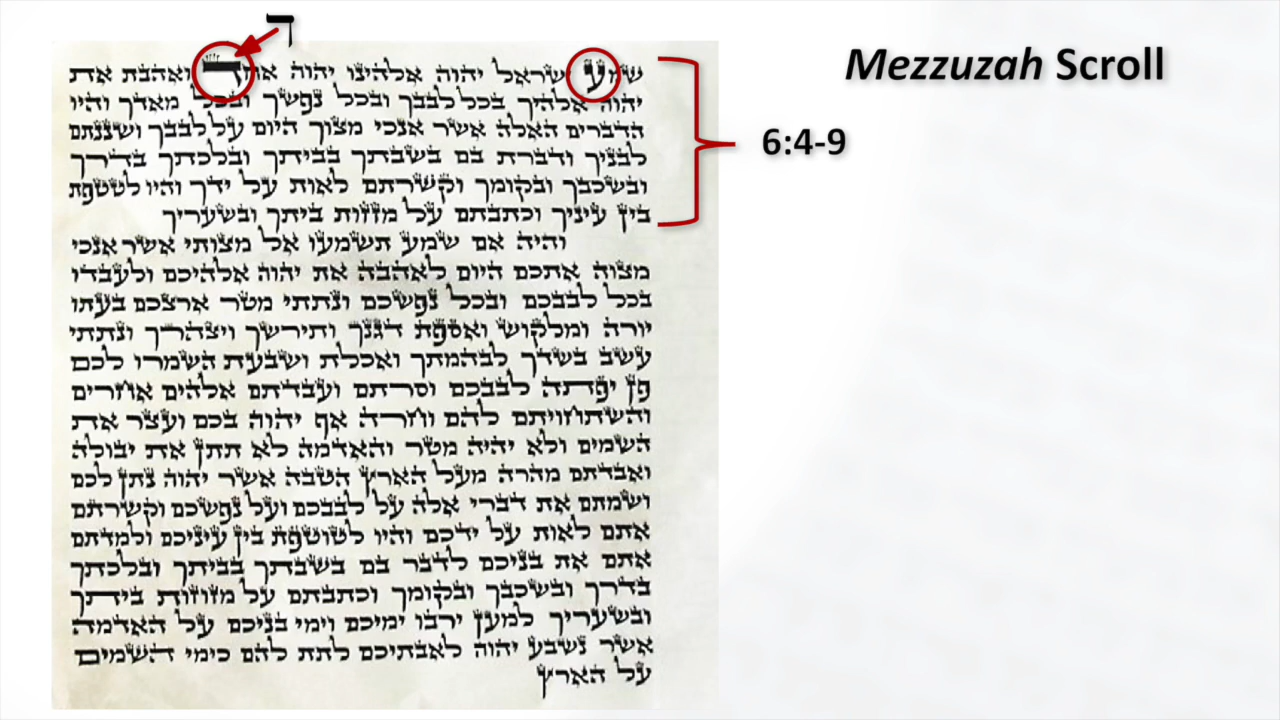 ד
Mezzuzah Scroll
6:4-9
שמע ישראל יהוה אלהינו יהוה אחד ואהבת את
יהוה אלהיך בכל לבבך ובכל נפשך ובכל מאדך והיו
הדברים האלה אשר אנכי מצוך היום על לבבך ושננתם
לבניך ודברת בם בשבתך בביתך ובלכתך בדרך
ובשכבך ובקומך וקשרתם לאות על ידך והיו לטטפת
בין עיניך וכתבתם על מזזות ביתך ובשעריך
והיה אם שמע תשמעו אל מצותי אשר אנכי
מצוה אתכם היום לאהבה את יהוה אלהיכם ולעבדו
בכל לבבכם ובכל נפשכם ונתתי מטר ארצכם בעתו
יורה ומלקוש ואספת דגנך ותירשך ויצהרך ונתתי
עשב בשדך לבהמתך ואכלת ושבעת השמרו לכם
פן יפתה לבבכם וסרתם ועבדתם אלהים אחרים
והשתחויתם להם וחרה אף יהוה בכם ועצר את
השמים ולא יהיה מטר והאדמה לא תתן את יבולה
ואבדתם מהרה מעל הארץ הטבה אשר יהוה נתן לכם
ושמתם את דברי אלה על לבבכם ועל נפשכם וקשרתם
אתם לאות על ידכם והיו לטוטפת בין עיניכם ולמדתם
אתם את בניכם לדבר בם בשבתך בביתך ובלכתך
בדרך ובשכבך ובקומך וכתבתם על מזוזות ביתך
ובשעריך למען ירבו ימיכם וימי בניכם על האדמה
אשר נשבע יהוה לאבתיכם לתת להם כימי השמים
על הארץ